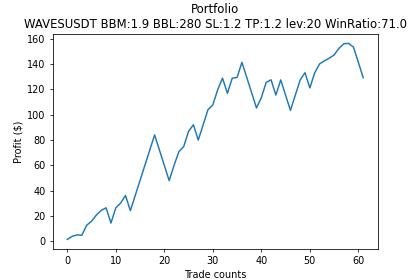 Portfolio
WAVESUSDT BBM:1.9 BBL:280 SL:1.2 TP:1.2 lev:20 WinRatio:71.0
160
140
120
100
80
60
40
20
0
Profit ($)
0 10 20 30 40 50 60
Trade counts